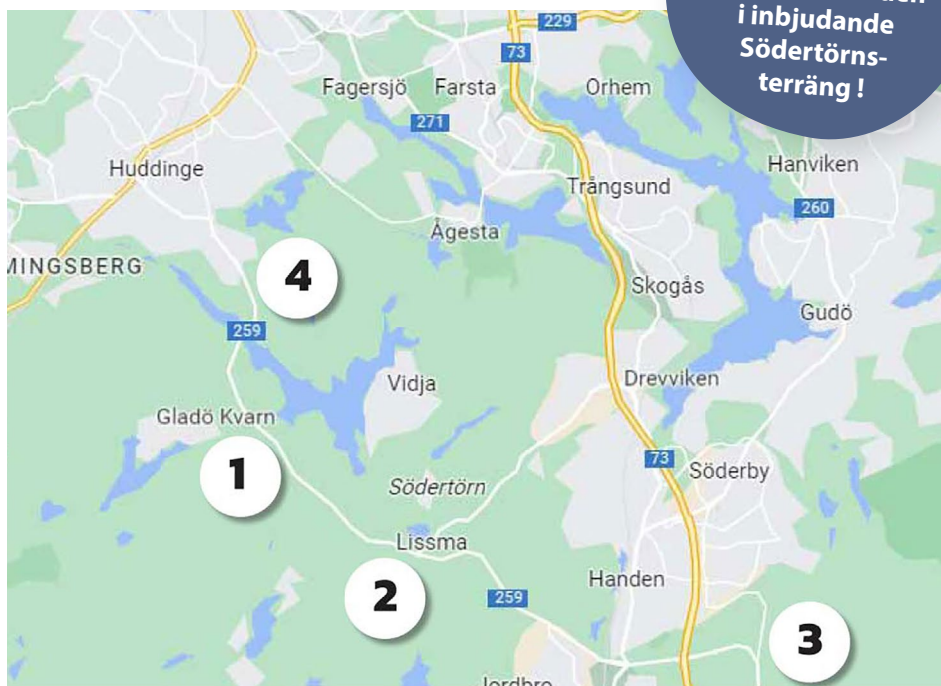 i inbjudande
Södertörns-
terräng !
229
73
Fagersjö
Farsta
Orhem
271
Huddinge
Hanviken
Trångsund
260
Ågesta
MINGSBERG
4
Skogås
Gudö
259
Vidja
Drevviken
Gladö Kvarn
1
73
Söderby
Södertörn
Lissma
2
259
Handen
3
Jordbro